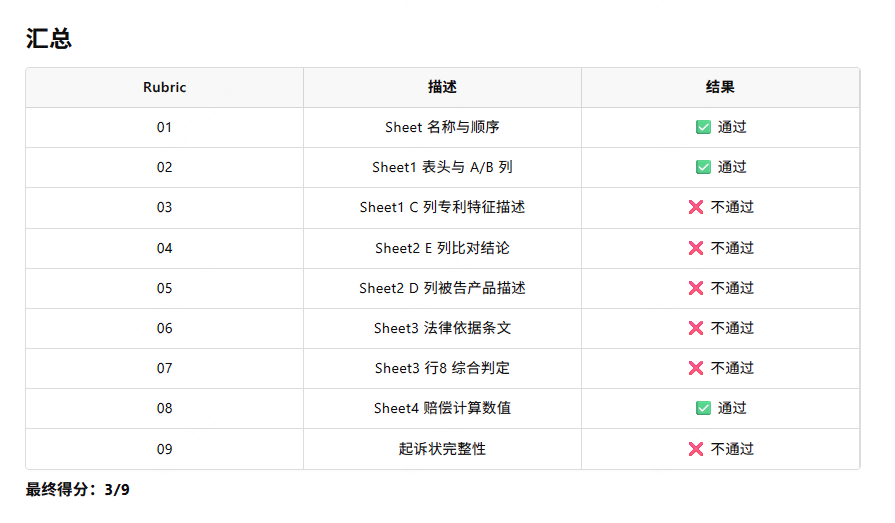 汇总
Rubric 描述 结果
01 Sheet 名称与顺序 ✅ 通过
02 Sheet1 表头与 A/B 列 ✅ 通过
03 Sheet1 C 列专利特征描述 ❌ 不通过
04 Sheet2 E 列比对结论 ❌ 不通过
05 Sheet2 D 列被告产品描述 ❌ 不通过
06 Sheet3 法律依据条文 ❌ 不通过
07 Sheet3 行8 综合判定 ❌ 不通过
08 Sheet4 赔偿计算数值 ✅ 通过
09 起诉状完整性 ❌ 不通过
最终得分：3/9